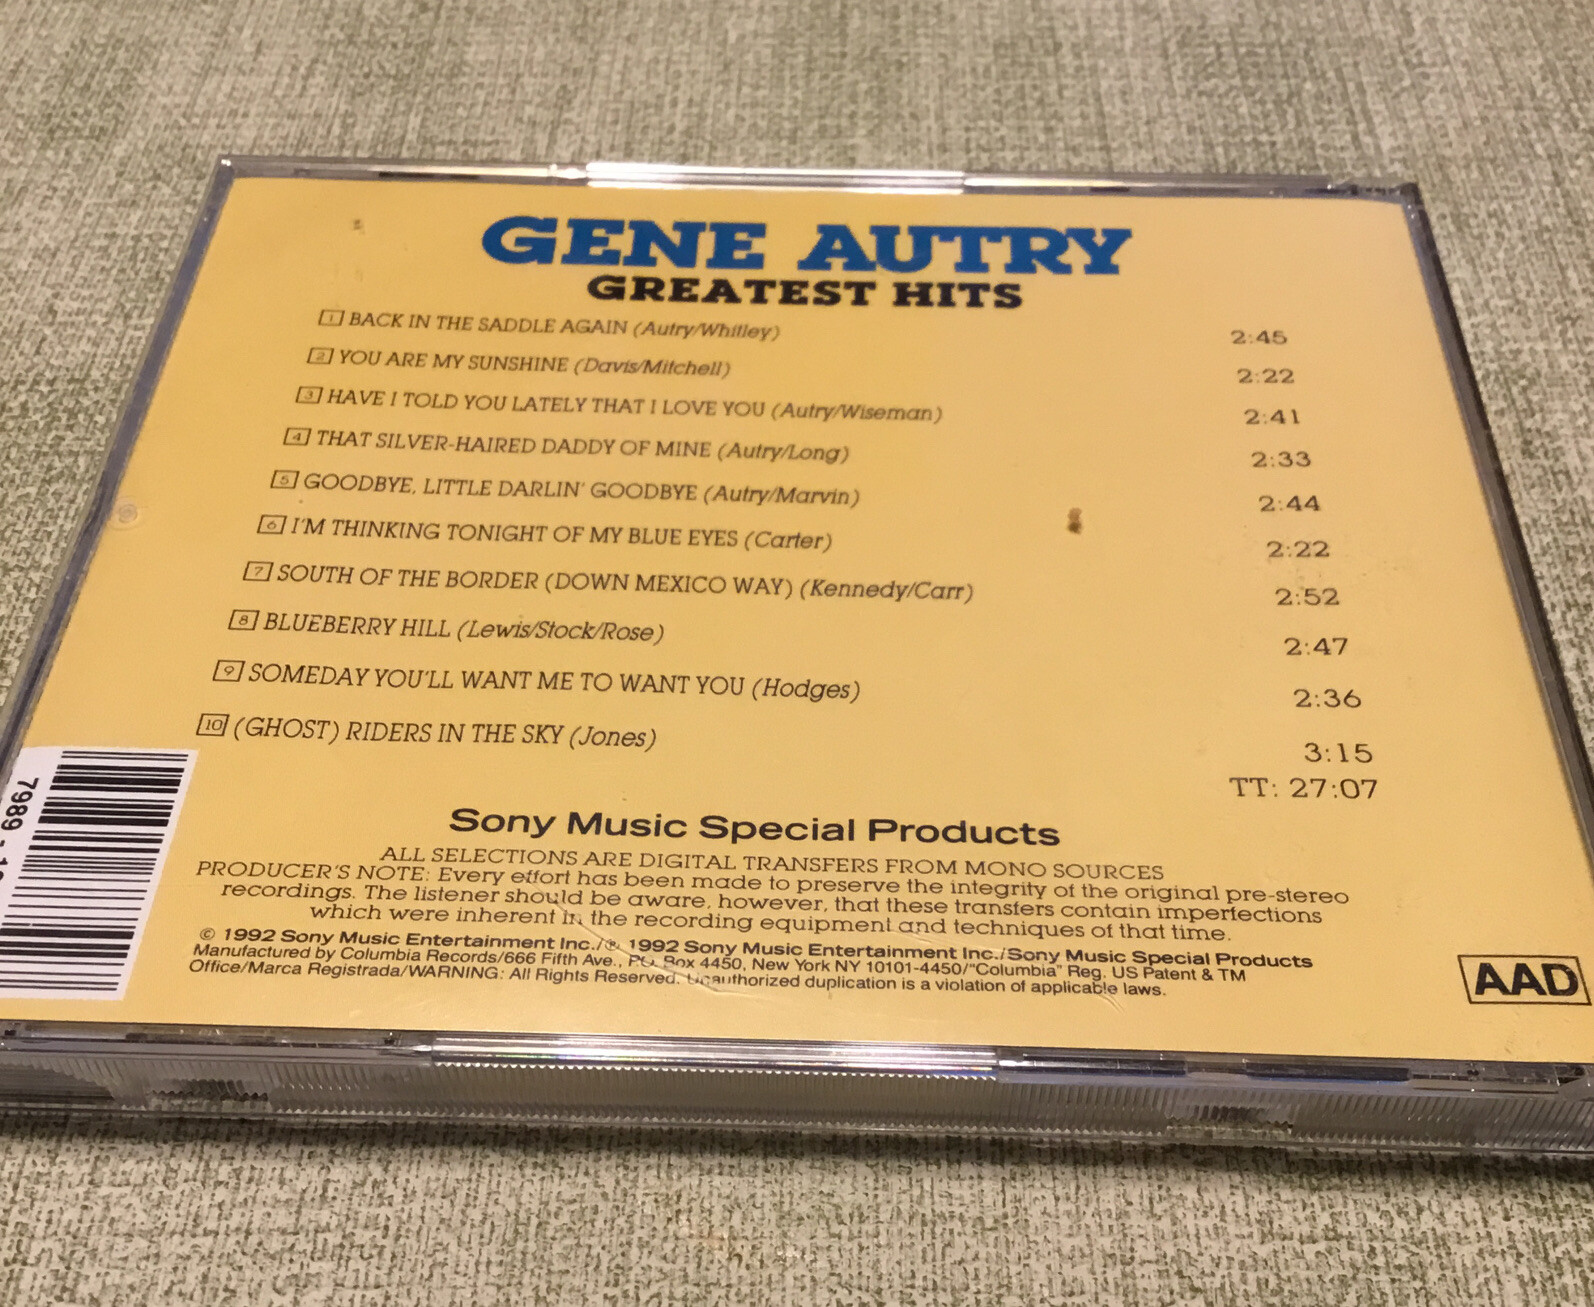 GENE AUTRY
GREATEST HITS
1 BACK IN THE SADDLE AGAIN (Autry/Whitley) 2:45
2 YOU ARE MY SUNSHINE (Davis/Mitchell) 2:22
3 HAVE I TOLD YOU LATELY THAT I LOVE YOU (Autry/Wiseman) 2:41
4 THAT SILVER-HAIRED DADDY OF MINE (Autry/Long) 2:33
5 GOODBYE, LITTLE DARLIN' GOODBYE (Autry/Marvin) 2:44
6 I'M THINKING TONIGHT OF MY BLUE EYES (Carter) 2:22
7 SOUTH OF THE BORDER (DOWN MEXICO WAY) (Kennedy/Carr) 2:52
8 BLUEBERRY HILL (Lewis/Stock/Rose) 2:47
9 SOMEDAY YOU'LL WANT ME TO WANT YOU (Hodges) 2:36
10 (GHOST) RIDERS IN THE SKY (Jones) 3:15
TT: 27:07
Sony Music Special Products
ALL SELECTIONS ARE DIGITAL TRANSFERS FROM MONO SOURCES
PRODUCER'S NOTE: Every effort has been made to preserve the integrity of the original pre-stereo
recordings. The listener should be aware, however, that these transfers contain imperfections
which were inherent in the recording equipment and techniques of that time.
© 1992 Sony Music Entertainment Inc./℗ 1992 Sony Music Entertainment Inc./Sony Music Special Products
Manufactured by Columbia Records/666 Fifth Ave., P.O. Box 4450, New York NY 10101-4450/"Columbia" Reg. US Patent & TM
Office/Marca Registrada/WARNING: All Rights Reserved. Unauthorized duplication is a violation of applicable laws.
AAD
7989